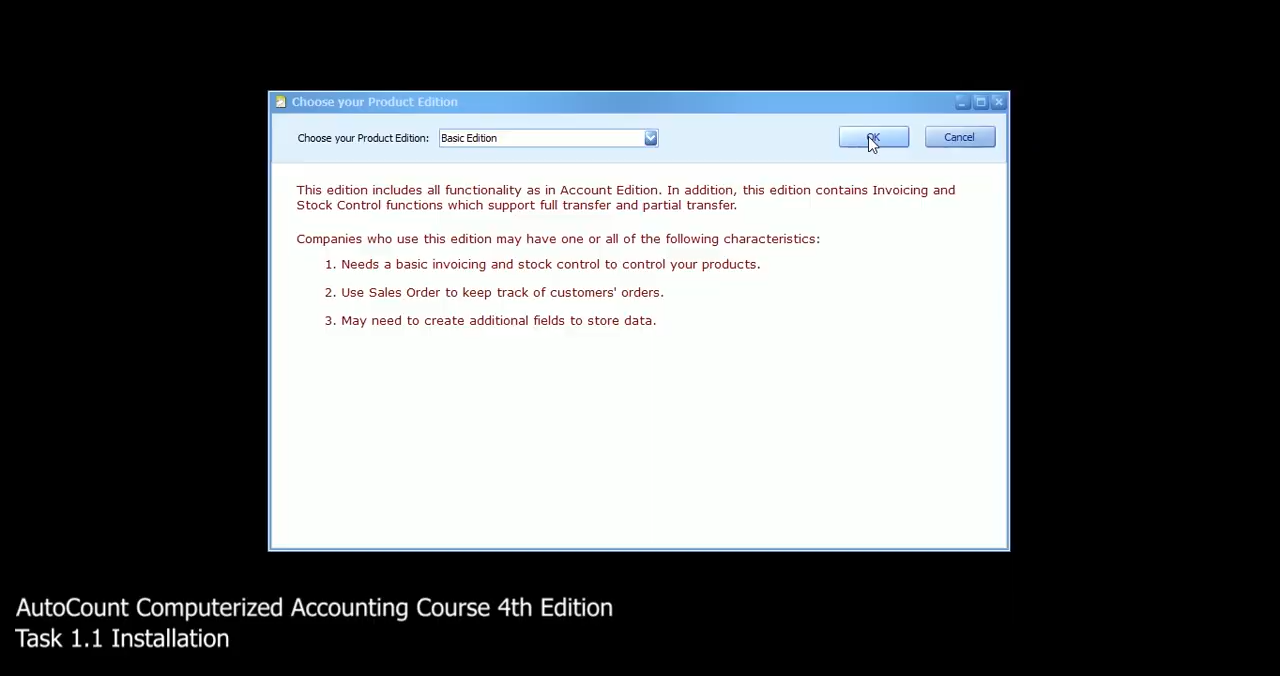 Choose your Product Edition
Choose your Product Edition: Basic Edition OK Cancel
This edition includes all functionality as in Account Edition. In addition, this edition contains Invoicing and
Stock Control functions which support full transfer and partial transfer.
Companies who use this edition may have one or all of the following characteristics:
1. Needs a basic invoicing and stock control to control your products.
2. Use Sales Order to keep track of customers' orders.
3. May need to create additional fields to store data.
AutoCount Computerized Accounting Course 4th Edition
Task 1.1 Installation